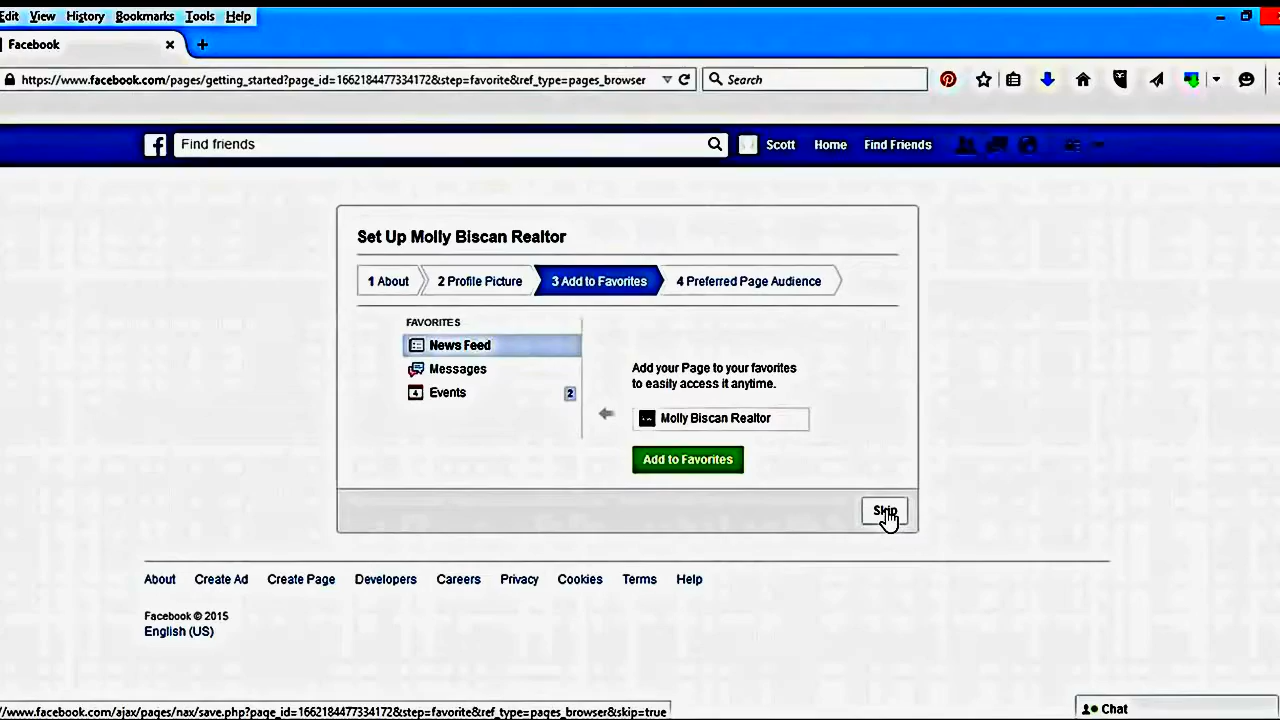 Edit View History Bookmarks Tools Help
Facebook
https://www.facebook.com/pages/getting_started?page_id=1662184477334172&step=favorite&ref_type=pages_browser
Search
Find friends
Scott Home Find Friends
Set Up Molly Biscan Realtor
1 About 2 Profile Picture 3 Add to Favorites 4 Preferred Page Audience
FAVORITES
News Feed
Messages
4 Events 2
Add your Page to your favorites
to easily access it anytime.
Molly Biscan Realtor
Add to Favorites
Skip
About Create Ad Create Page Developers Careers Privacy Cookies Terms Help
Facebook © 2015
English (US)
//www.facebook.com/ajax/pages/nax/save.php?page_id=1662184477334172&step=favorite&ref_type=pages_browser&skip=true
Chat